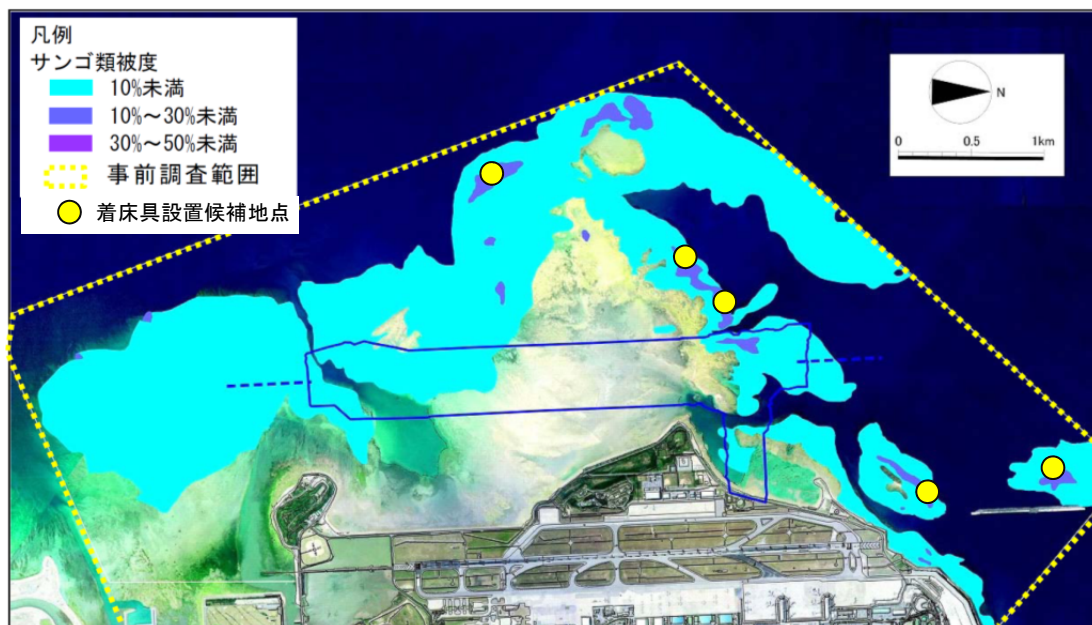 凡例
サンゴ類被度
10%未満
10%～30%未満
30%～50%未満
事前調査範囲
着床具設置候補地点
N
0 0.5 1km